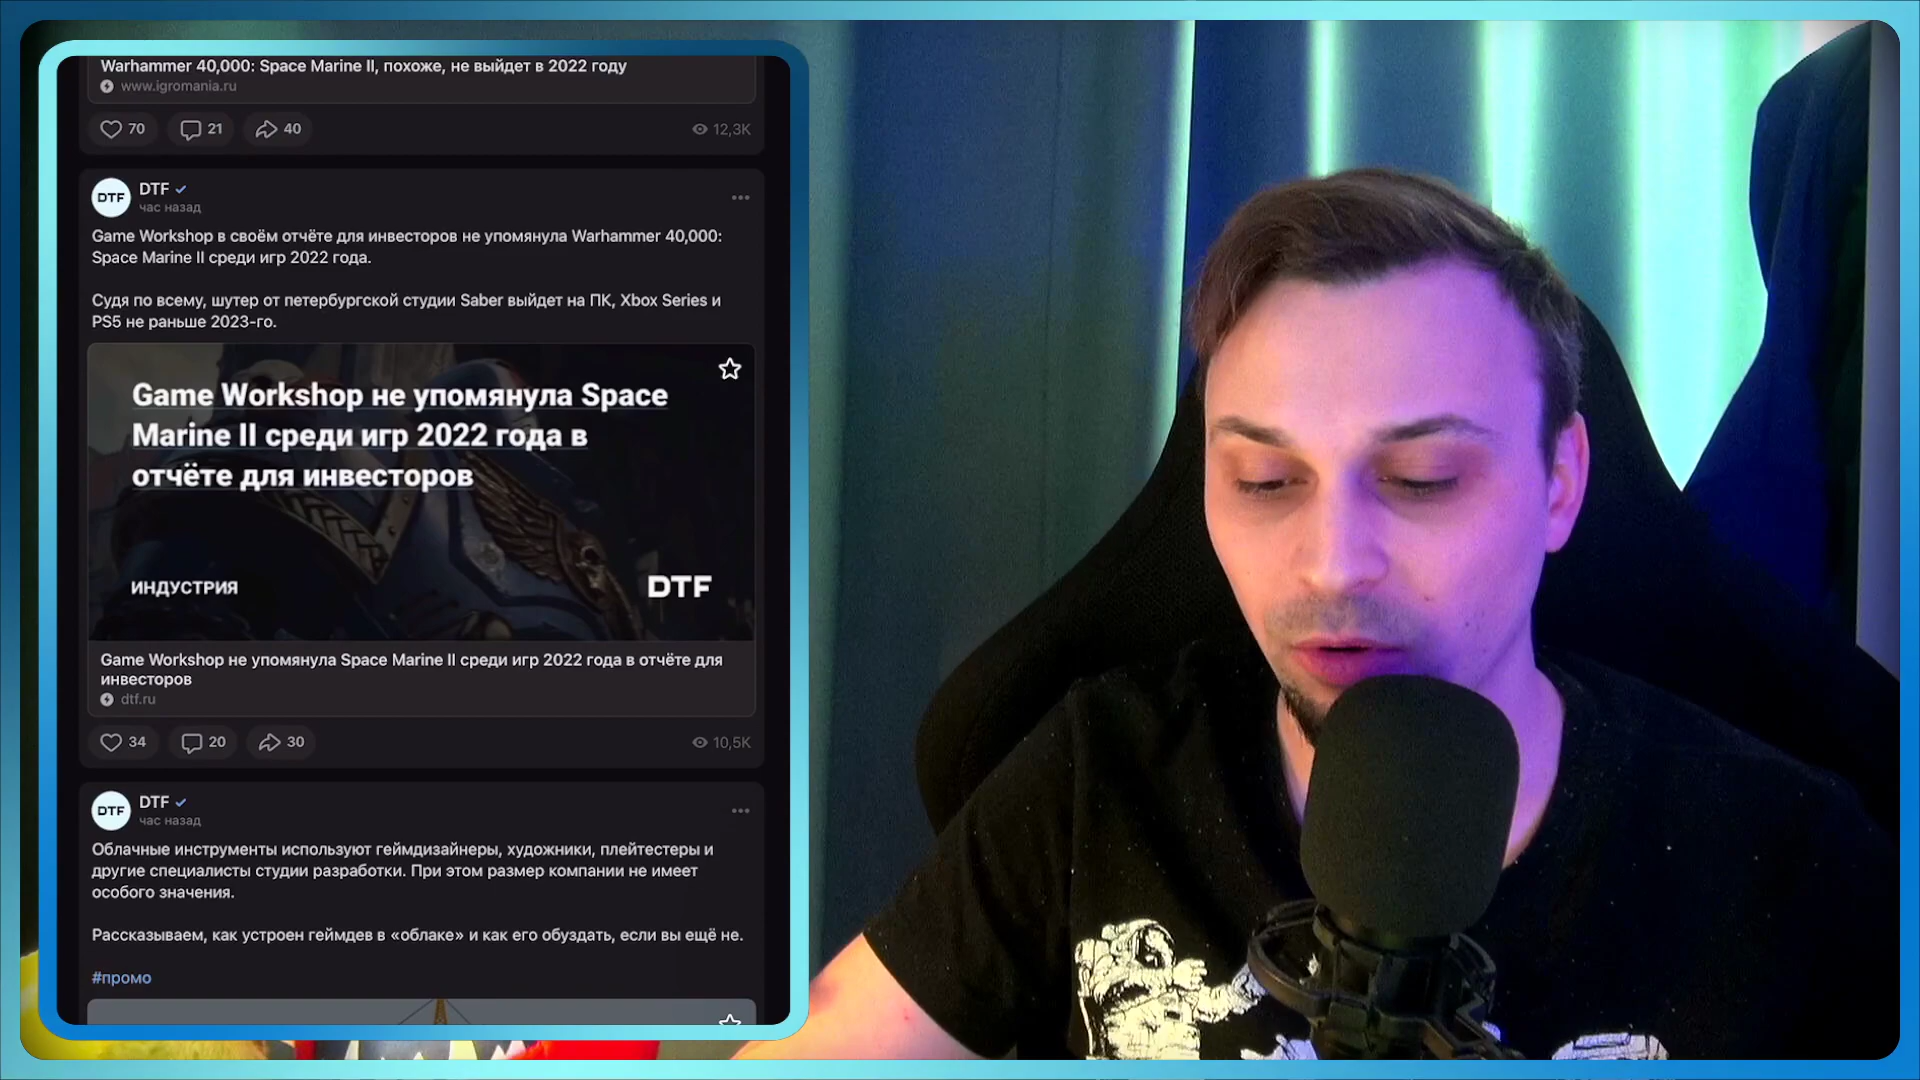 Warhammer 40,000: Space Marine II, похоже, не выйдет в 2022 году
www.igromania.ru
70 21 40 12,3K
DTF
DTF
час назад
Game Workshop в своём отчёте для инвесторов не упомянула Warhammer 40,000:
Space Marine II среди игр 2022 года.
Судя по всему, шутер от петербургской студии Saber выйдет на ПК, Xbox Series и
PS5 не раньше 2023-го.
Game Workshop не упомянула Space
Marine II среди игр 2022 года в
отчёте для инвесторов
ИНДУСТРИЯ
DTF
Game Workshop не упомянула Space Marine II среди игр 2022 года в отчёте для
инвесторов
dtf.ru
34 20 30 10,5K
DTF
DTF
час назад
Облачные инструменты используют геймдизайнеры, художники, плейтестеры и
другие специалисты студии разработки. При этом размер компании не имеет
особого значения.
Рассказываем, как устроен геймдев в «облаке» и как его обуздать, если вы ещё не.
#промо